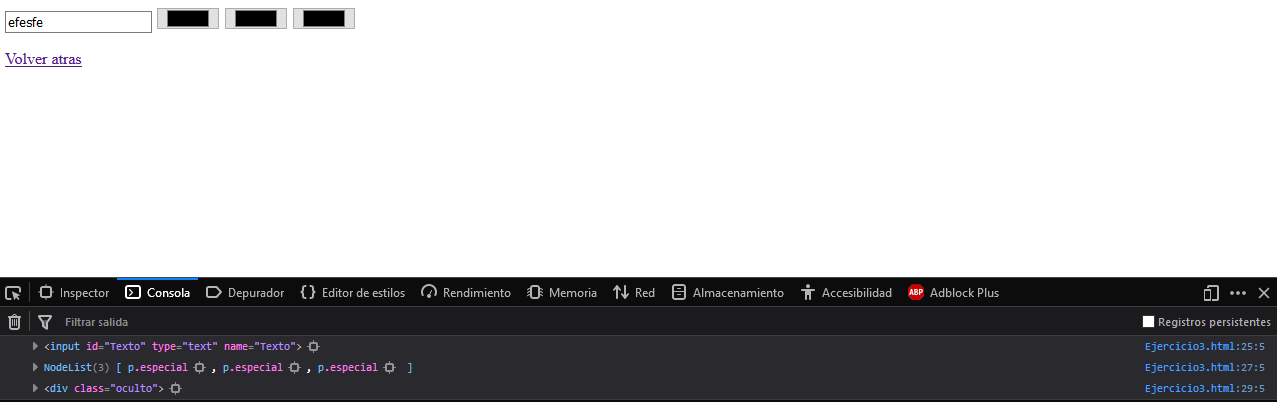 efesfe
Volver atras
Inspector Consola Depurador Editor de estilos Rendimiento Memoria Red Almacenamiento Accesibilidad ABP Adblock Plus
Filtrar salida Registros persistentes
<input id="Texto" type="text" name="Texto"> Ejercicio3.html:25:5
NodeList(3) [ p.especial , p.especial , p.especial ] Ejercicio3.html:27:5
<div class="oculto"> Ejercicio3.html:29:5